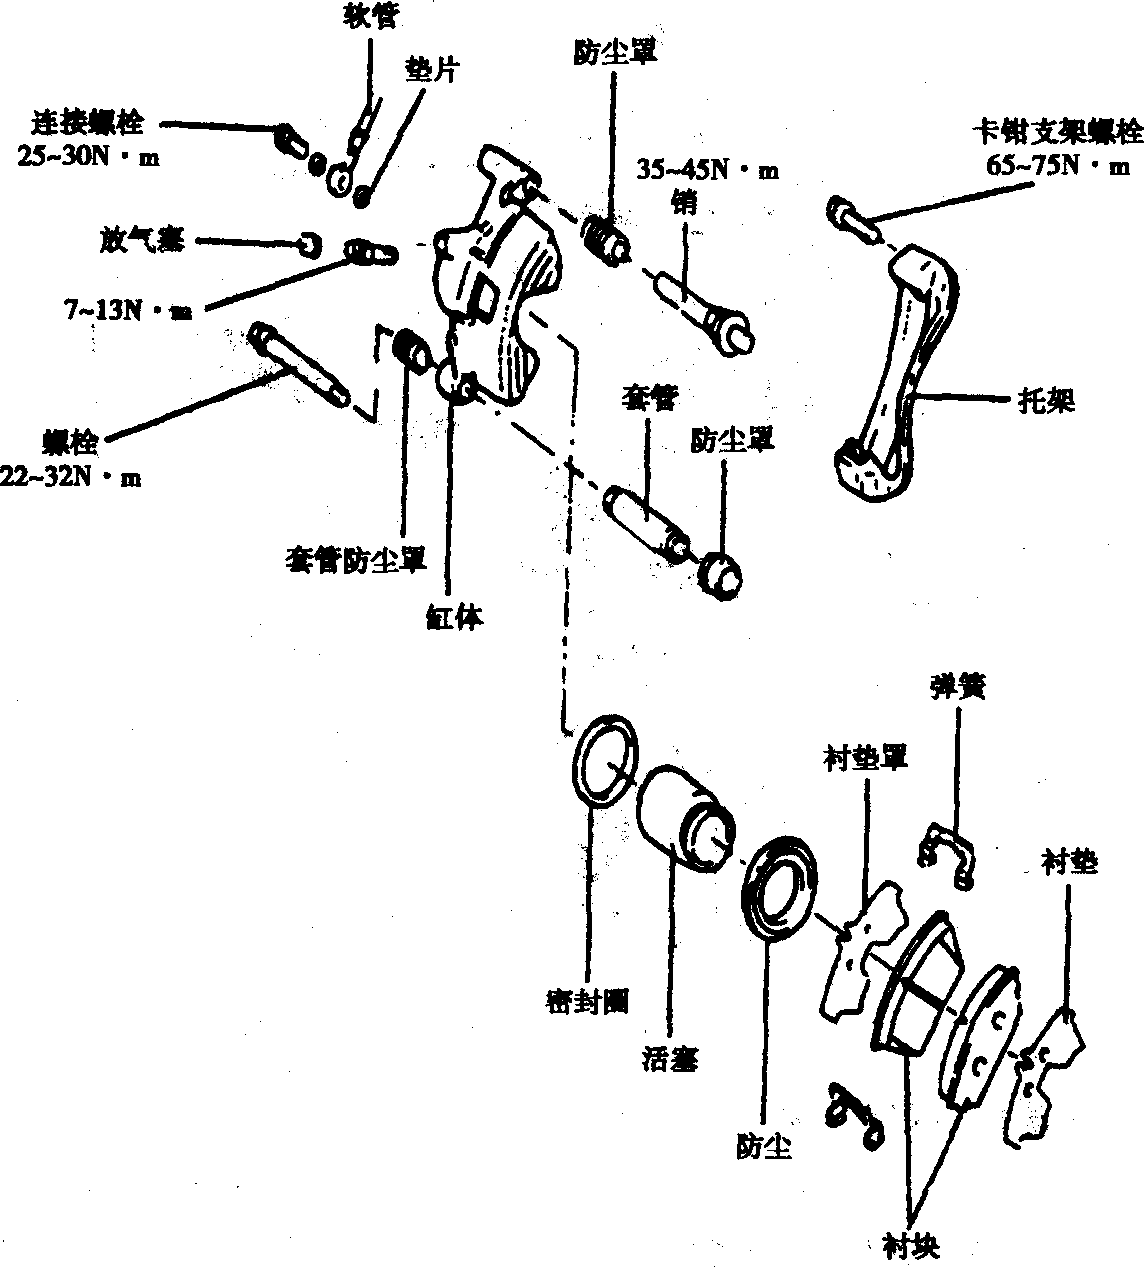 软管
垫片
防尘罩
连接螺栓
25~30N·m
卡钳支架螺栓
65~75N·m
35~45N·m
销
放气塞
7~13N·m
套管
托架
防尘罩
螺栓
22~32N·m
套管防尘罩
缸体
弹簧
衬垫罩
衬垫
密封圈
活塞
防尘
衬块